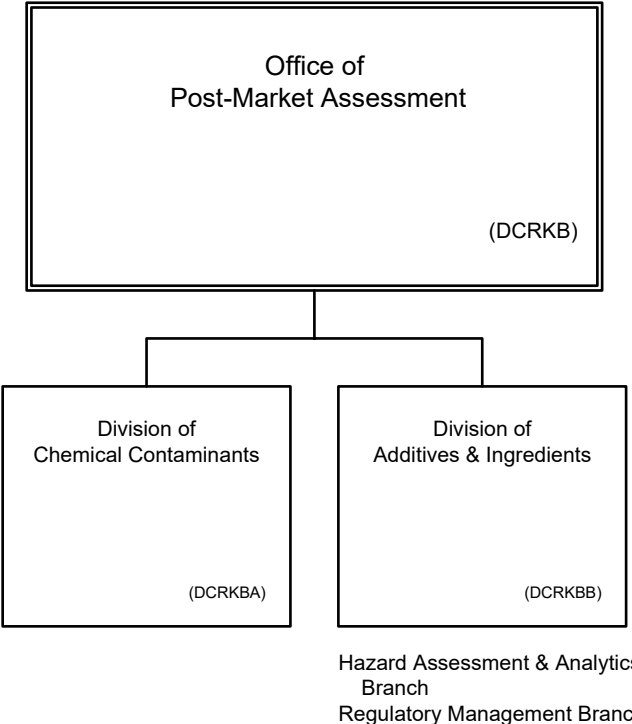 Office of
Post-Market Assessment
(DCRKB)
Division of
Chemical Contaminants
(DCRKBA)
Division of
Additives & Ingredients
(DCRKBB)
Hazard Assessment & Analytics
Branch
Regulatory Management Branc